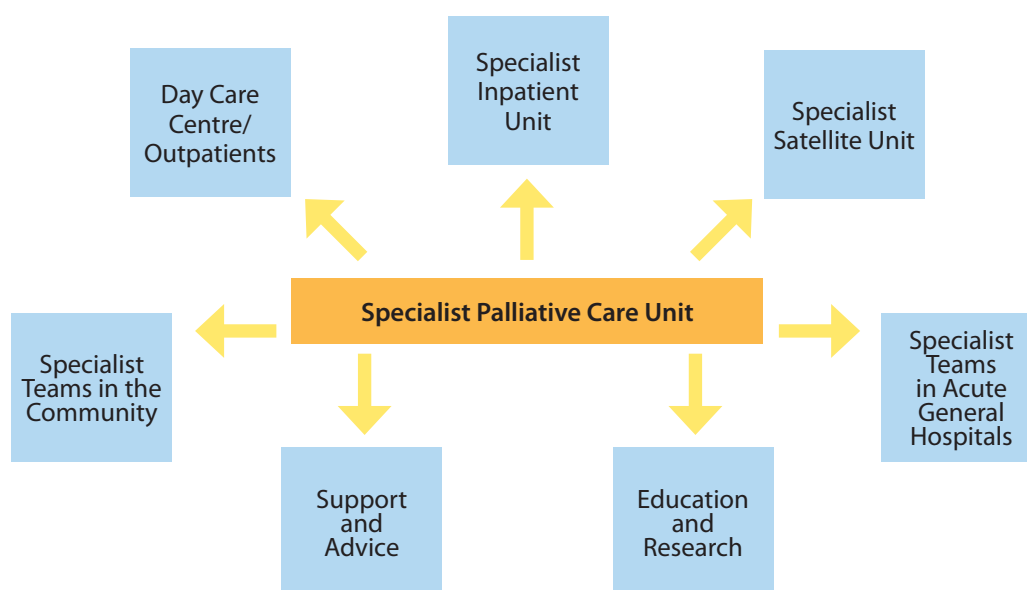 Day Care
Centre/
Outpatients
Specialist
Inpatient
Unit
Specialist
Satellite Unit
Specialist Palliative Care Unit
Specialist
Teams in the
Community
Specialist
Teams
in Acute
General
Hospitals
Support
and
Advice
Education
and
Research